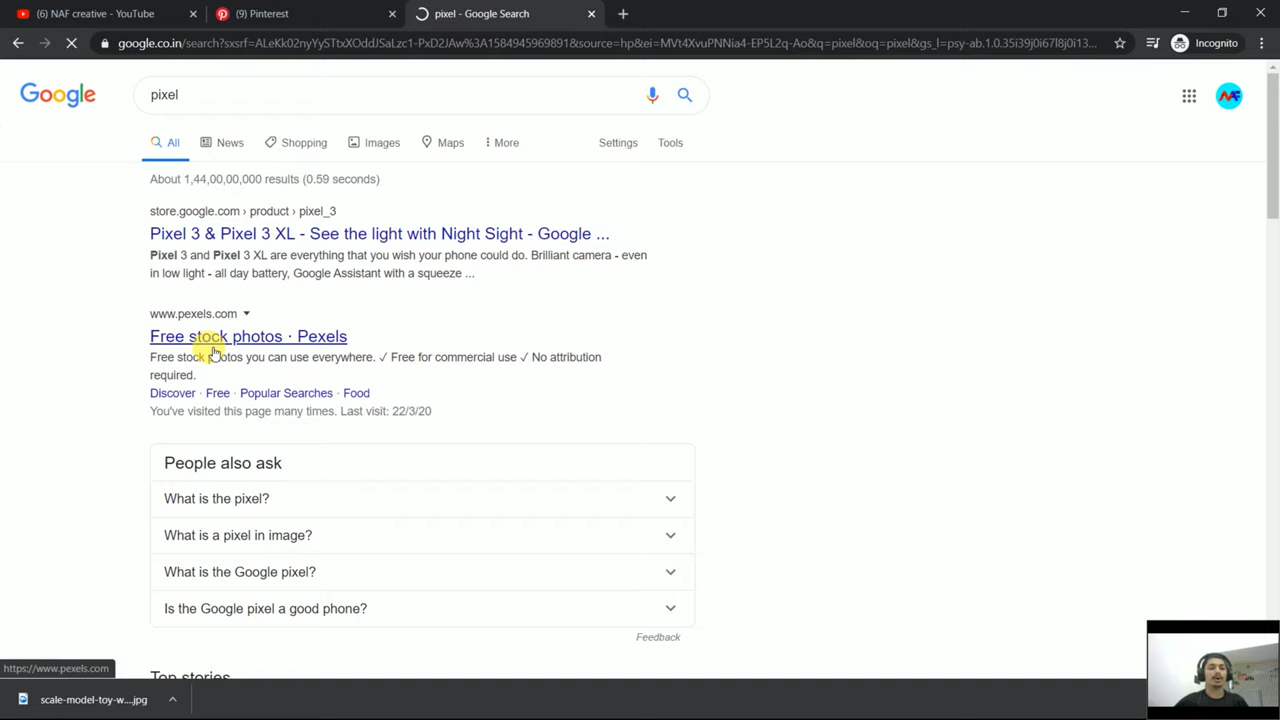 (6) NAF creative - YouTube
(9) Pinterest
pixel - Google Search
google.co.in/search?sxsrf=ALeKk02nyYySTtxXOddJSaLzc1-PxD2JAw%3A1584945969891&source=hp&ei=MVt4XvuPNNia4-EP5L2q-Ao&q=pixel&oq=pixel&gs_l=psy-ab.1.0.35i39j0i67l8j0i13...
Incognito
Google
pixel
NAF
All
News
Shopping
Images
Maps
More
Settings
Tools
About 1,44,00,00,000 results (0.59 seconds)
store.google.com › product › pixel_3
Pixel 3 & Pixel 3 XL - See the light with Night Sight - Google ...
Pixel 3 and Pixel 3 XL are everything that you wish your phone could do. Brilliant camera - even
in low light - all day battery, Google Assistant with a squeeze ...
www.pexels.com
Free stock photos · Pexels
Free stock photos you can use everywhere. ✓ Free for commercial use ✓ No attribution
required.
Discover · Free · Popular Searches · Food
You've visited this page many times. Last visit: 22/3/20
People also ask
What is the pixel?
What is a pixel in image?
What is the Google pixel?
Is the Google pixel a good phone?
Feedback
Top stories
https://www.pexels.com
scale-model-toy-w....jpg